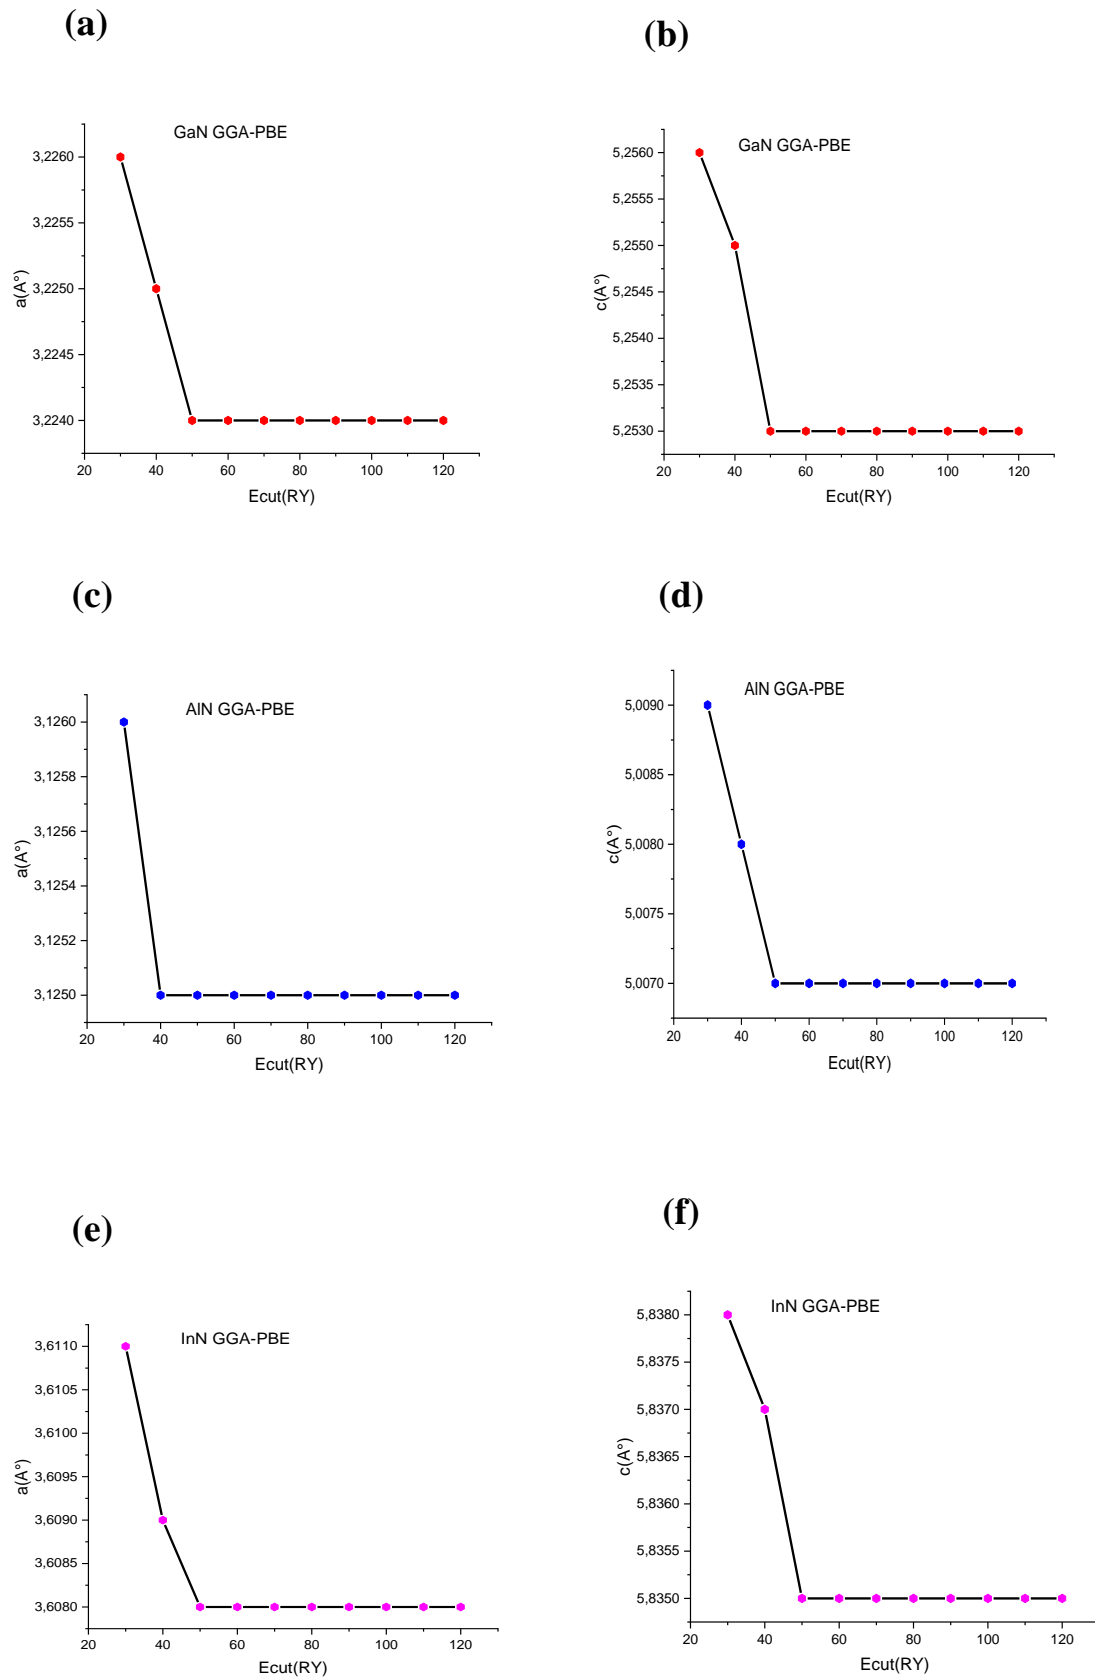 (a)
GaN GGA-PBE
3,2260
3,2255
3,2250
3,2245
3,2240
a(A°)
20 40 60 80 100 120
Ecut(RY)
(b)
GaN GGA-PBE
5,2560
5,2555
5,2550
5,2545
5,2540
5,2535
5,2530
c(A°)
20 40 60 80 100 120
Ecut(RY)
(c)
AlN GGA-PBE
3,1260
3,1258
3,1256
3,1254
3,1252
3,1250
a(A°)
20 40 60 80 100 120
Ecut(RY)
(d)
AlN GGA-PBE
5,0090
5,0085
5,0080
5,0075
5,0070
c(A°)
20 40 60 80 100 120
Ecut(RY)
(e)
InN GGA-PBE
3,6110
3,6105
3,6100
3,6095
3,6090
3,6085
3,6080
a(A°)
20 40 60 80 100 120
Ecut(RY)
(f)
InN GGA-PBE
5,8380
5,8375
5,8370
5,8365
5,8360
5,8355
5,8350
c(A°)
20 40 60 80 100 120
Ecut(RY)